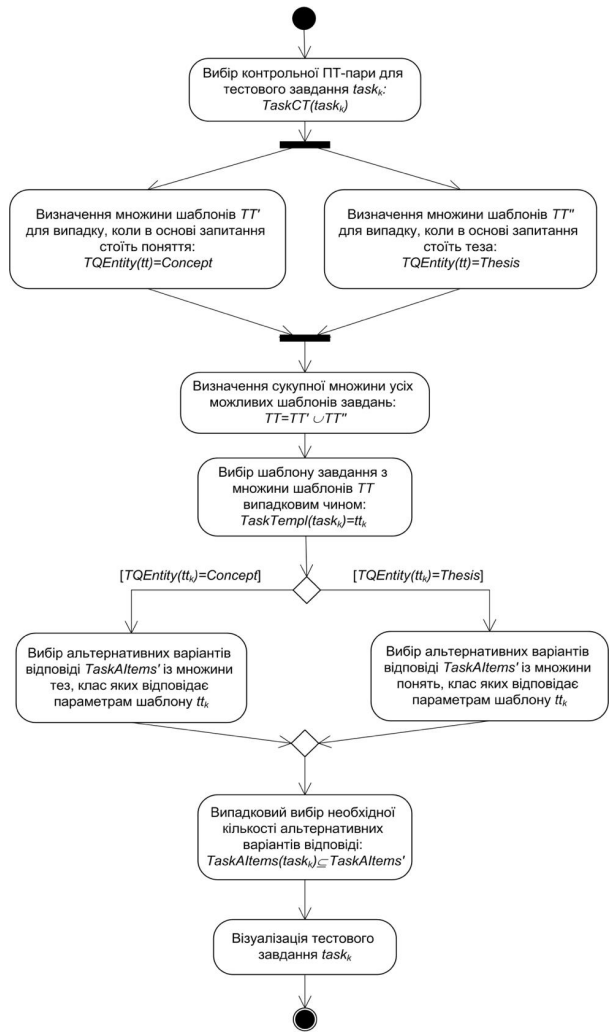 Вибір контрольної ПТ-пари для
тестового завдання taskₖ:
TaskCT(taskₖ)
Визначення множини шаблонів TT'
для випадку, коли в основі запитання
стоїть поняття:
TQEntity(tt)=Concept
Визначення множини шаблонів TT''
для випадку, коли в основі запитання
стоїть теза:
TQEntity(tt)=Thesis
Визначення сукупної множини усіх
можливих шаблонів завдань:
TT=TT' ∪TT''
Вибір шаблону завдання з
множини шаблонів TT
випадковим чином:
TaskTempl(taskₖ)=ttₖ
[TQEntity(ttₖ)=Concept]
[TQEntity(ttₖ)=Thesis]
Вибір альтернативних варіантів
відповіді TaskAItems' із множини
тез, клас яких відповідає
параметрам шаблону ttₖ
Вибір альтернативних варіантів
відповіді TaskAItems' із множини
понять, клас яких відповідає
параметрам шаблону ttₖ
Випадковий вибір необхідної
кількості альтернативних
варіантів відповіді:
TaskAItems(taskₖ)⊆TaskAItems'
Візуалізація тестового
завдання taskₖ